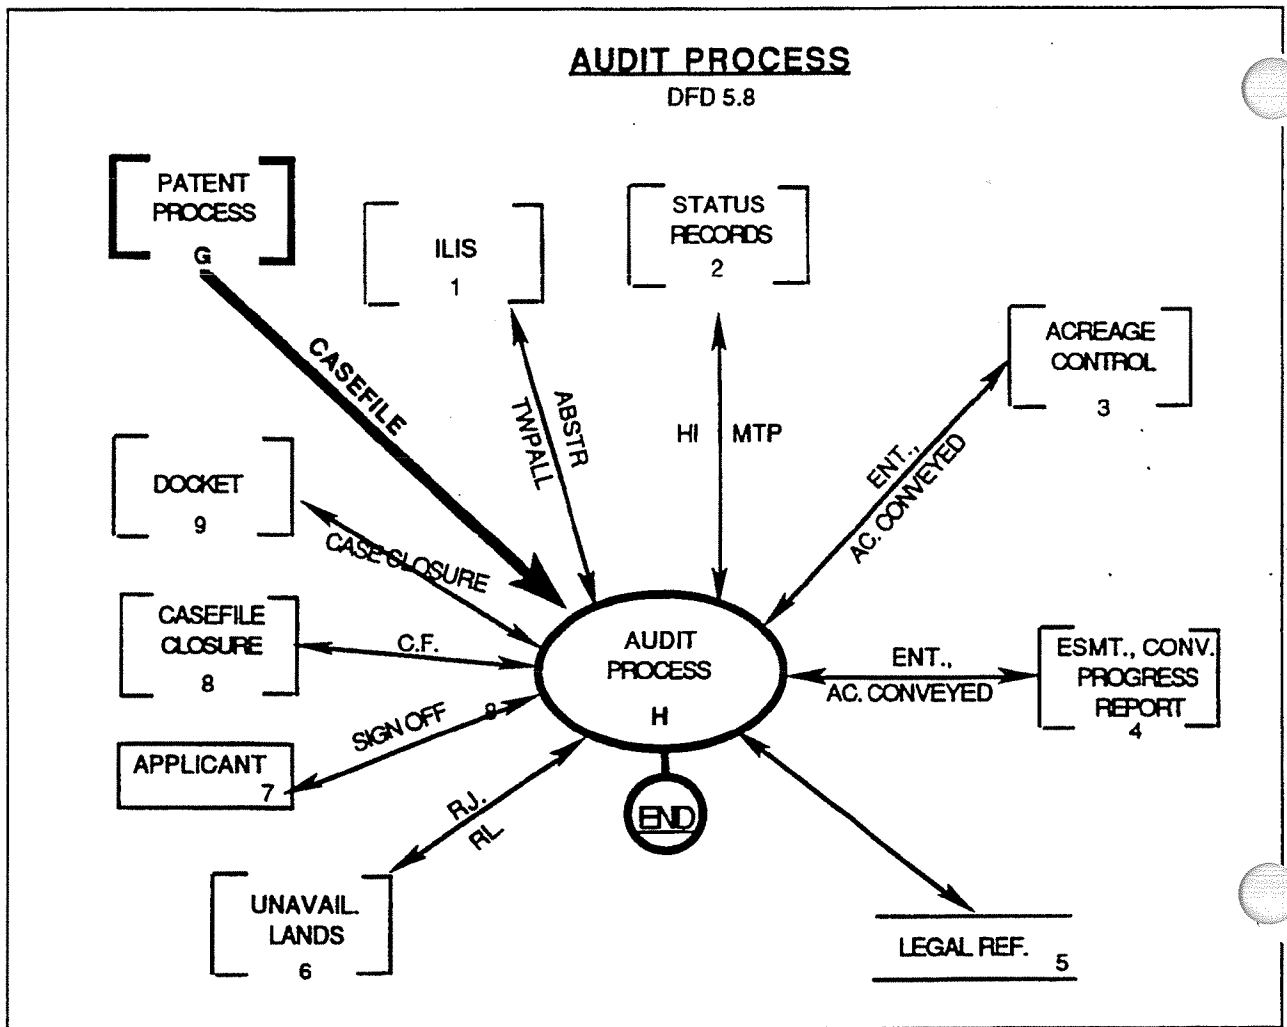 AUDIT PROCESS
DFD 5.8
PATENT
PROCESS
G
ILIS
1
STATUS
RECORDS
2
ACREAGE
CONTROL
3
CASEFILE
ABSTR
TWPALL
HI
MTP
ENT.,
AC. CONVEYED
DOCKET
9
CASE CLOSURE
CASEFILE
CLOSURE
8
C.F.
AUDIT
PROCESS
H
ENT.,
AC. CONVEYED
ESMT., CONV.
PROGRESS
REPORT
4
SIGN OFF
9
APPLICANT
7
END
RJ.
RL.
UNAVAIL.
LANDS
6
LEGAL REF.
5